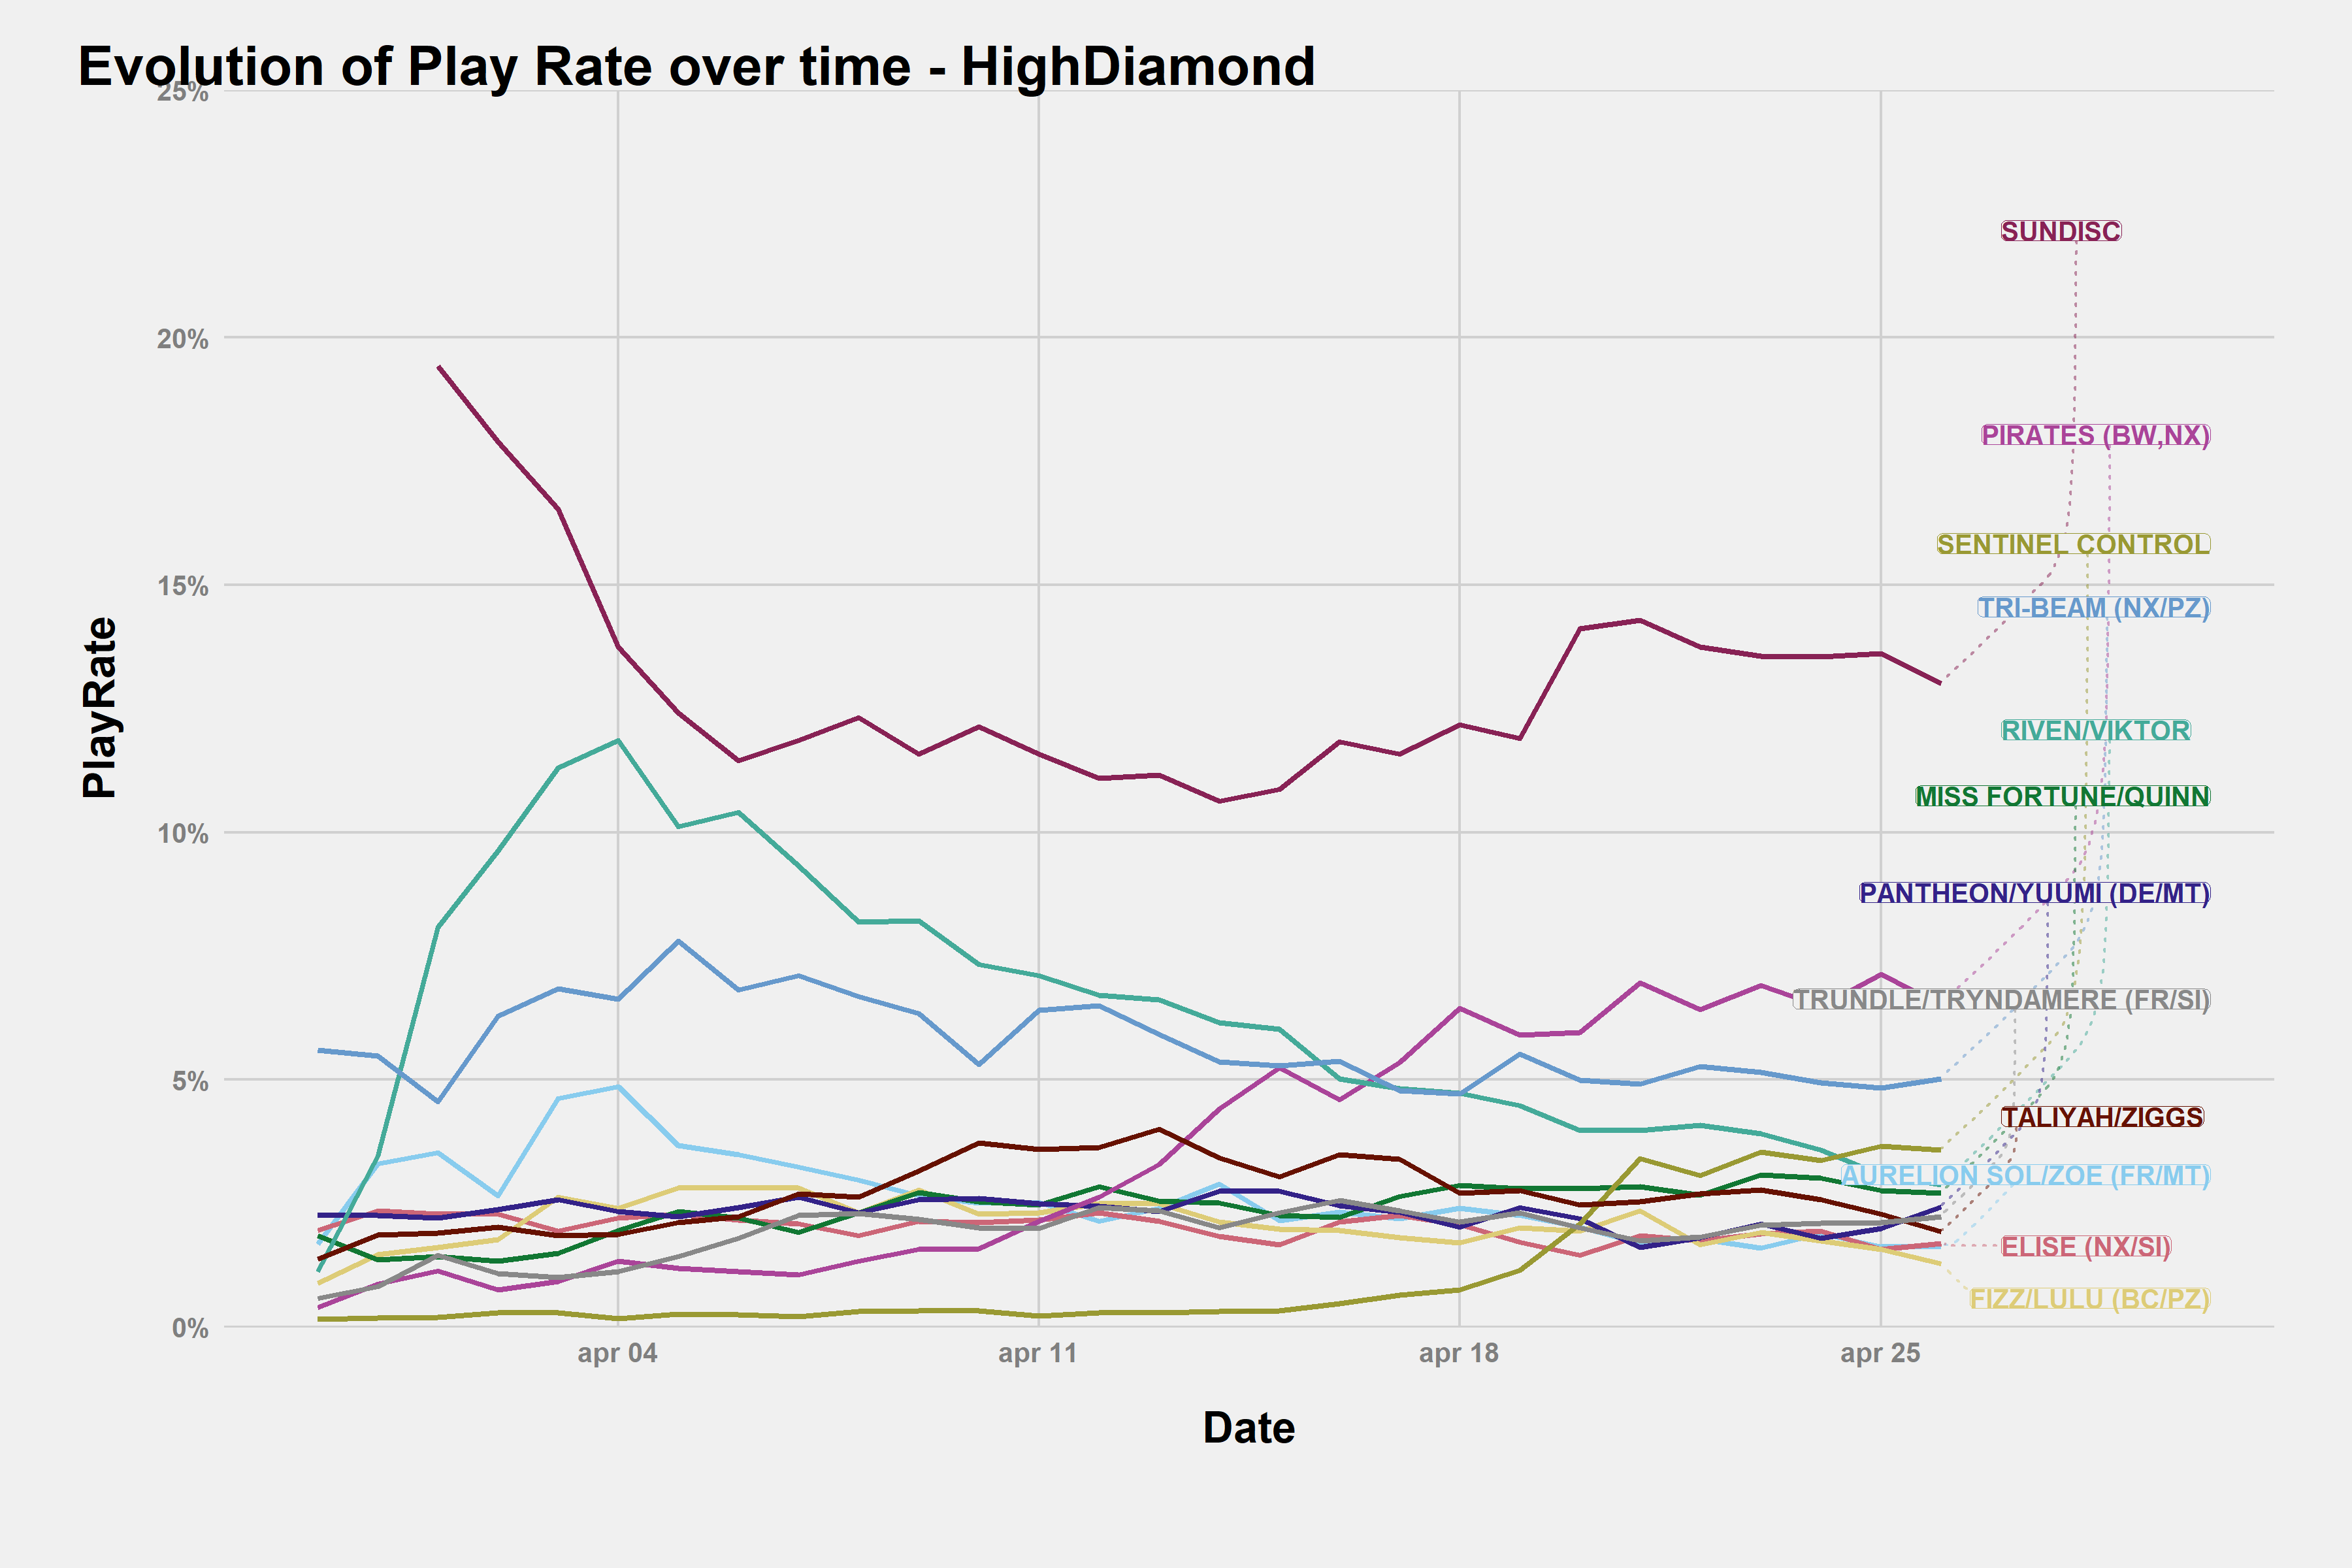 Evolution of Play Rate over time - HighDiamond
25%
20%
15%
10%
5%
0%
PlayRate
SUNDISC
PIRATES (BW,NX)
SENTINEL CONTROL
TRI-BEAM (NX/PZ)
RIVEN/VIKTOR
MISS FORTUNE/QUINN
PANTHEON/YUUMI (DE/MT)
TRUNDLE/TRYNDAMERE (FR/SI)
TALIYAH/ZIGGS
AURELION SOL/ZOE (FR/MT)
ELISE (NX/SI)
FIZZ/LULU (BC/PZ)
apr 04
apr 11
apr 18
apr 25
Date